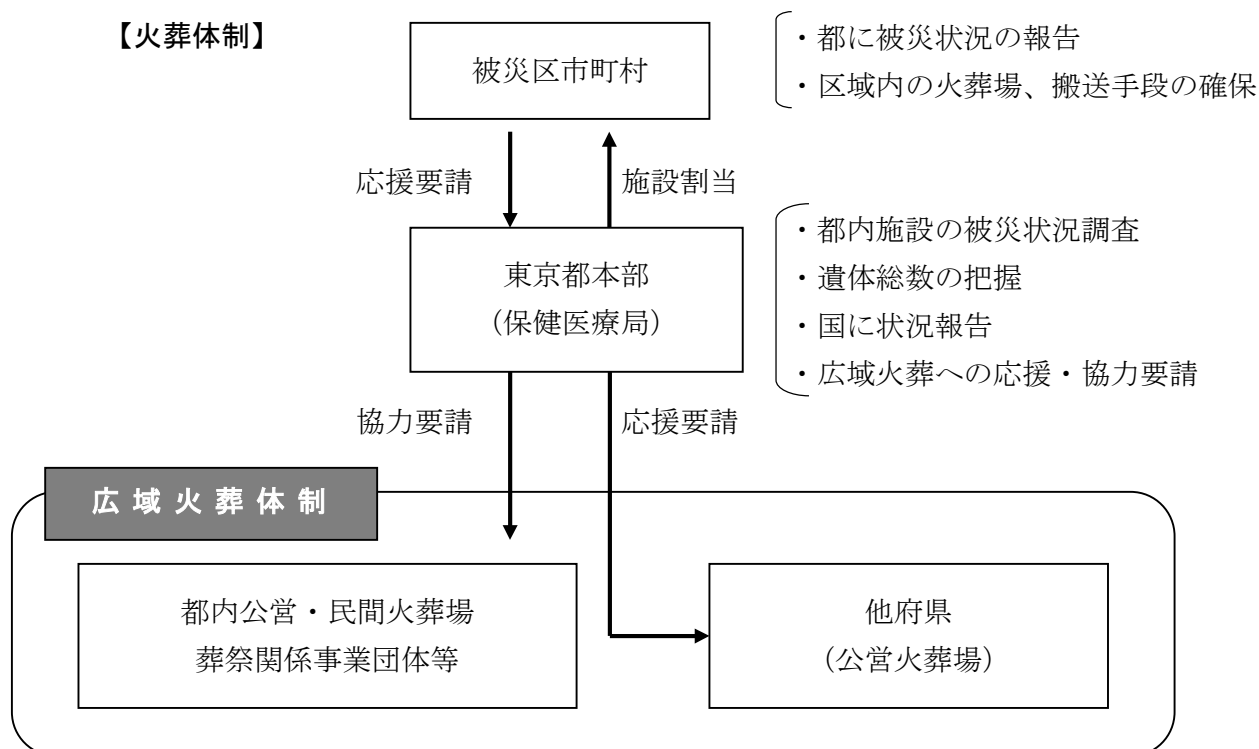 【火葬体制】
被災区市町村
・都に被災状況の報告
・区域内の火葬場、搬送手段の確保
応援要請
施設割当
東京都本部
(保健医療局)
・都内施設の被災状況調査
・遺体総数の把握
・国に状況報告
・広域火葬への応援・協力要請
協力要請
応援要請
広域火葬体制
都内公営・民間火葬場
葬祭関係事業団体等
他府県
(公営火葬場)